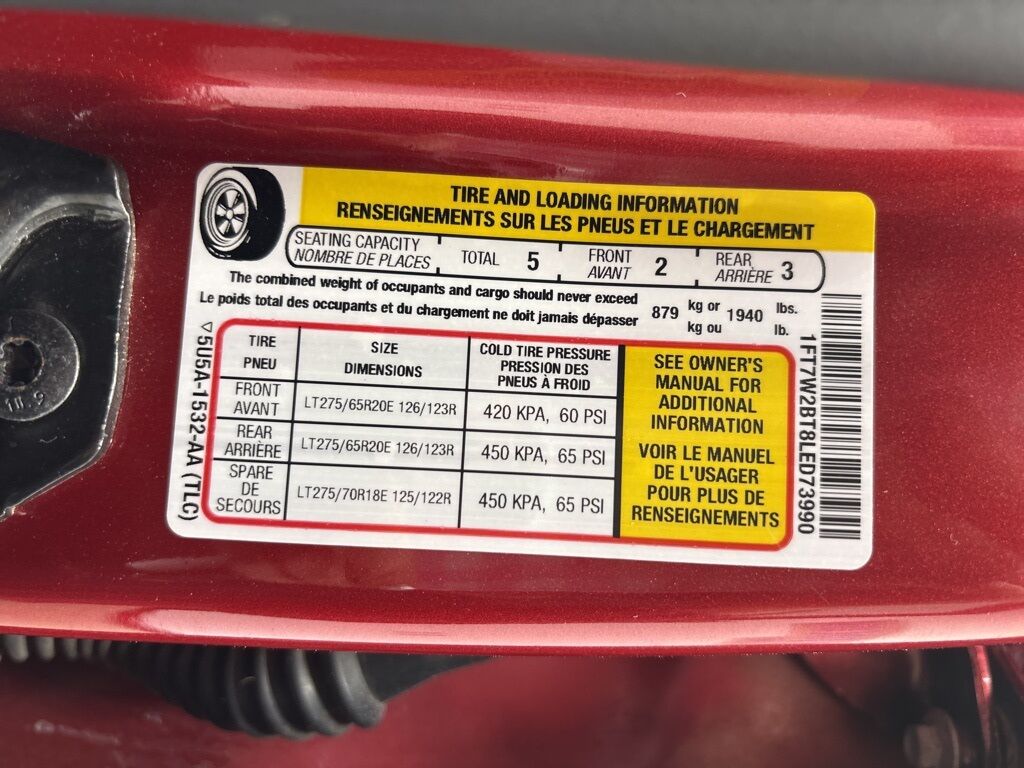 TIRE AND LOADING INFORMATION
RENSEIGNEMENTS SUR LES PNEUS ET LE CHARGEMENT
SEATING CAPACITY
NOMBRE DE PLACES
TOTAL 5
FRONT
AVANT 2
REAR
ARRIÈRE 3
The combined weight of occupants and cargo should never exceed
Le poids total des occupants et du chargement ne doit jamais dépasser
879 kg or 1940 lbs.
kg ou lb.
TIRE
PNEU
SIZE
DIMENSIONS
COLD TIRE PRESSURE
PRESSION DES
PNEUS À FROID
FRONT
AVANT
LT275/65R20E 126/123R
420 KPA, 60 PSI
REAR
ARRIÈRE
LT275/65R20E 126/123R
450 KPA, 65 PSI
SPARE
DE
SECOURS
LT275/70R18E 125/122R
450 KPA, 65 PSI
SEE OWNER'S
MANUAL FOR
ADDITIONAL
INFORMATION
VOIR LE MANUEL
DE L'USAGER
POUR PLUS DE
RENSEIGNEMENTS
5U5A-1532-AA (TLC)
1FT7W2BT8LED73990